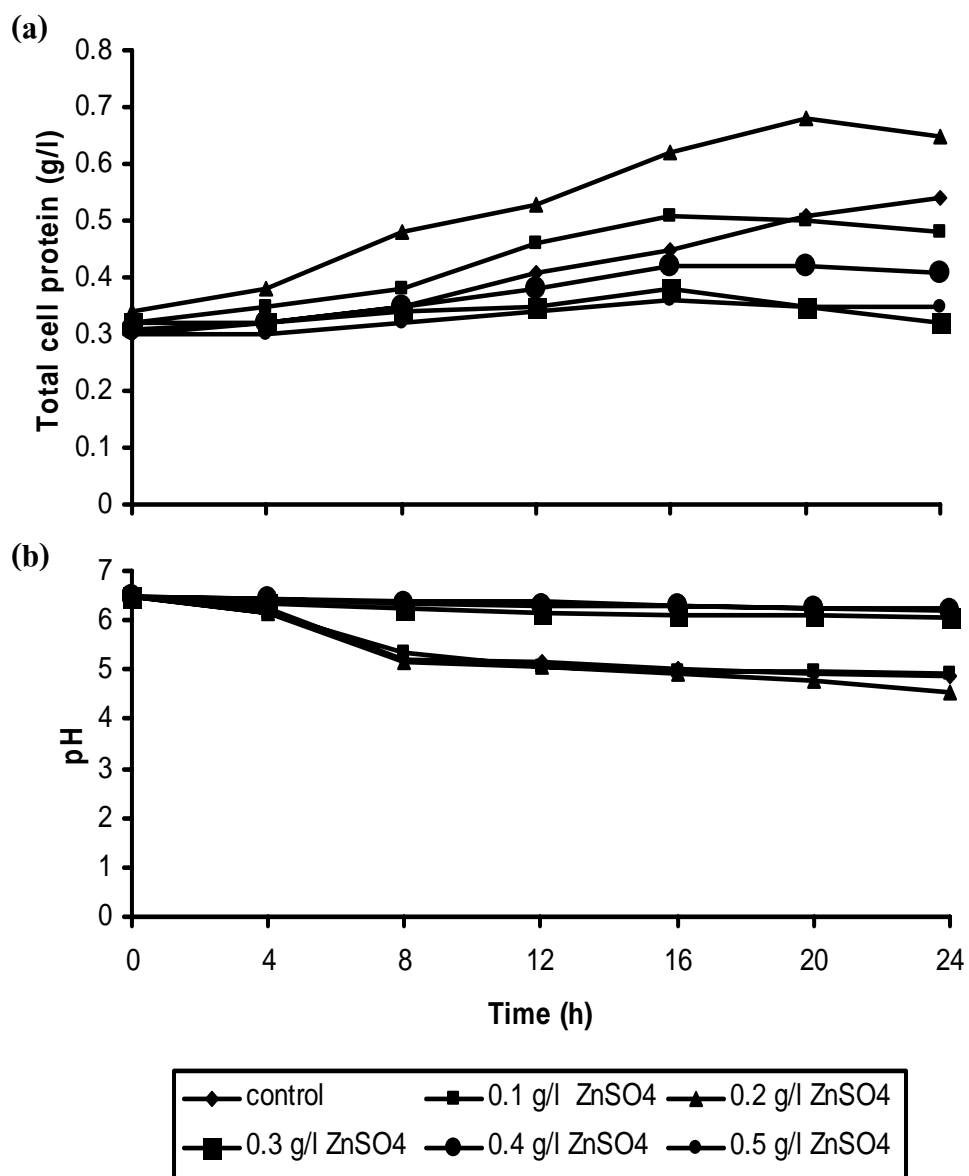 (a)
0.8
0.7
0.6
0.5
0.4
0.3
0.2
0.1
0
Total cell protein (g/l)
(b)
7
6
5
4
3
2
1
0
pH
0 4 8 12 16 20 24
Time (h)
control 0.1 g/l ZnSO4 0.2 g/l ZnSO4
0.3 g/l ZnSO4 0.4 g/l ZnSO4 0.5 g/l ZnSO4